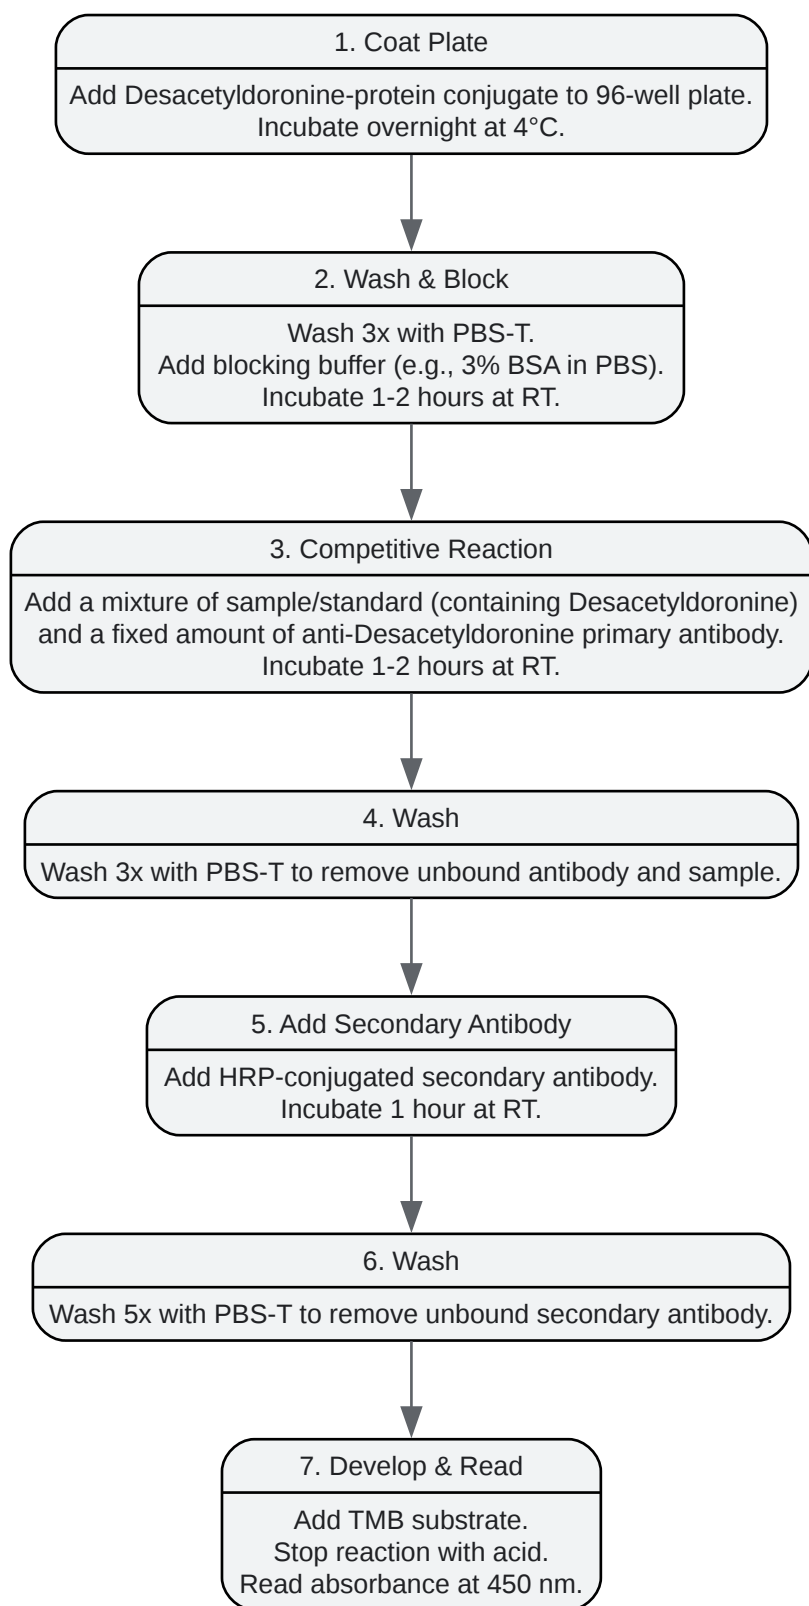 1. Coat Plate
Add Desacetyldoronine-protein conjugate to 96-well plate.
Incubate overnight at 4°C.
2. Wash & Block
Wash 3x with PBS-T.
Add blocking buffer (e.g., 3% BSA in PBS).
Incubate 1-2 hours at RT.
3. Competitive Reaction
Add a mixture of sample/standard (containing Desacetyldoronine)
and a fixed amount of anti-Desacetyldoronine primary antibody.
Incubate 1-2 hours at RT.
4. Wash
Wash 3x with PBS-T to remove unbound antibody and sample.
5. Add Secondary Antibody
Add HRP-conjugated secondary antibody.
Incubate 1 hour at RT.
6. Wash
Wash 5x with PBS-T to remove unbound secondary antibody.
7. Develop & Read
Add TMB substrate.
Stop reaction with acid.
Read absorbance at 450 nm.